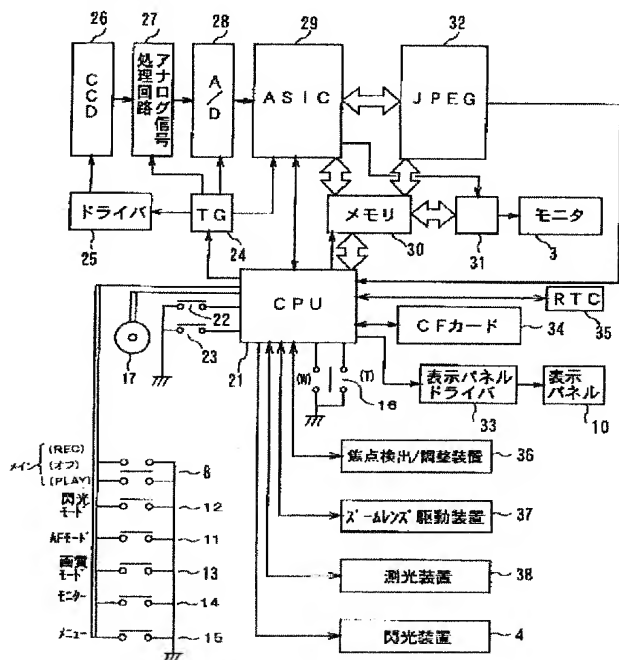 26 27 28 29 32
CCD
アナログ信号
処理回路
A/D
ASIC
JPEG
ドライバ
TG
メモリ
モニタ
25 24 30 31 3
CPU
RTC
35
22
CFカード
34
23
17 21
(W) (T)
16
表示パネル
ドライバ
表示
パネル
33 10
メイン
(REC)
(オフ)
(PLAY)
8
焦点検出/調整装置 36
閃光
モード
12
AFモード 11
ズームレンズ駆動装置 37
画質
モード
13
測光装置 38
モニター 14
メニュー 15
閃光装置 4